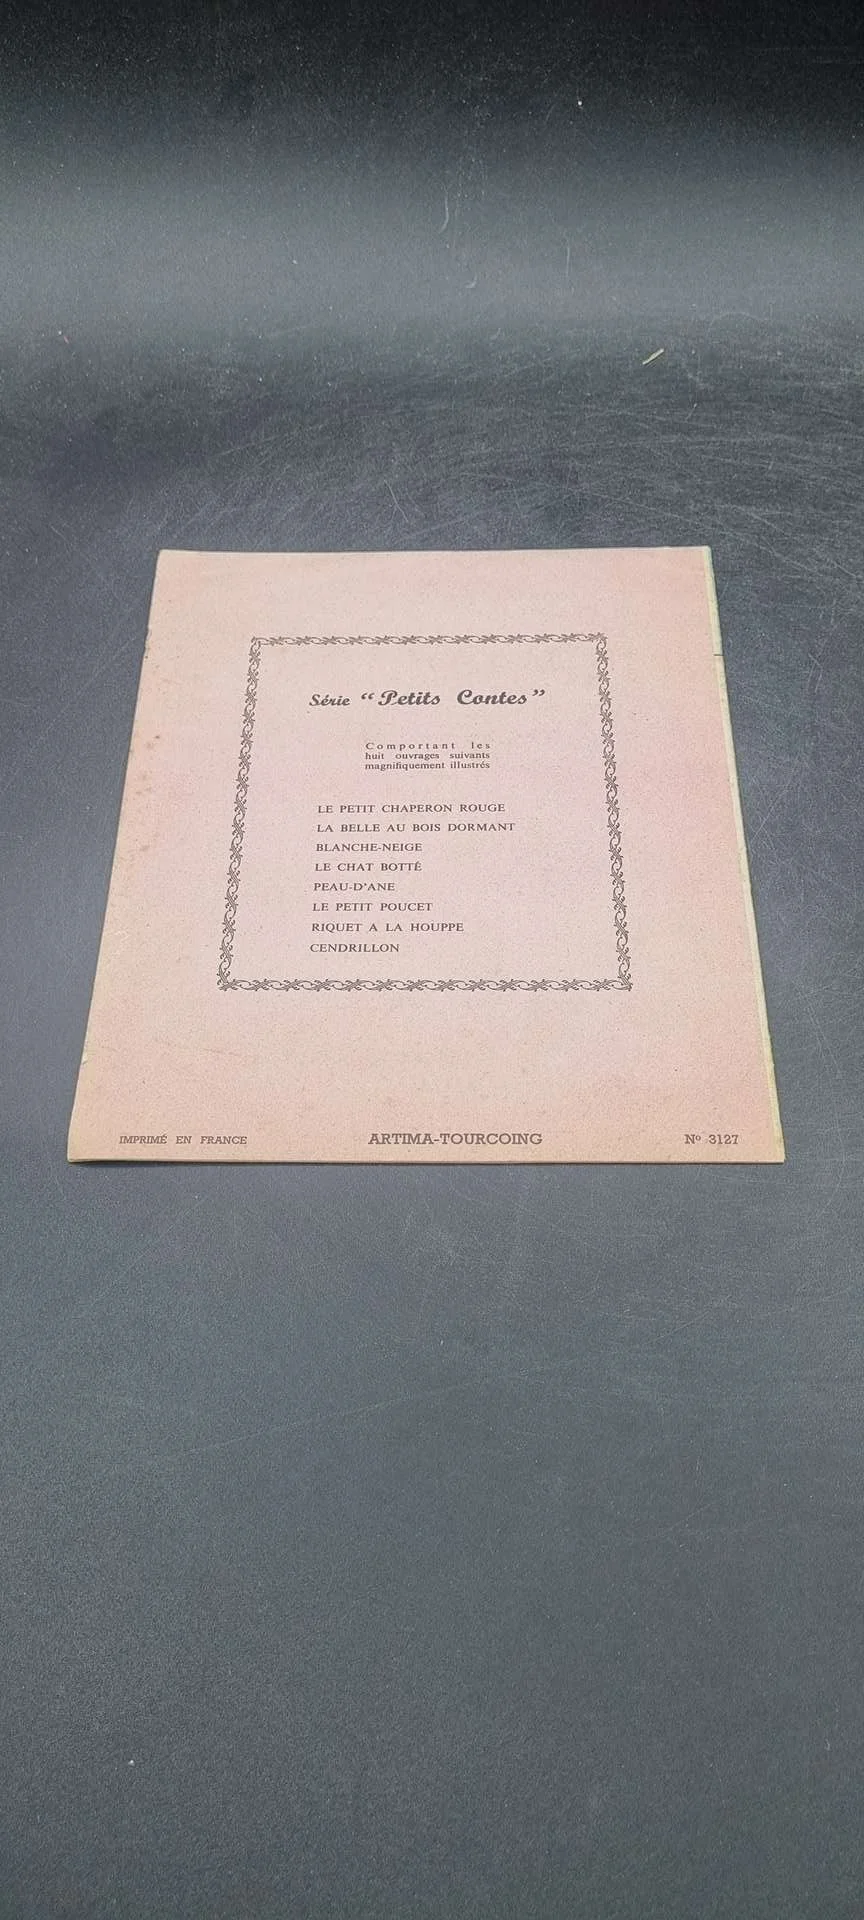 Série “Petits Contes”
Comportant les
huit ouvrages suivants
magnifiquement illustrés
LE PETIT CHAPERON ROUGE
LA BELLE AU BOIS DORMANT
BLANCHE-NEIGE
LE CHAT BOTTÉ
PEAU-D'ANE
LE PETIT POUCET
RIQUET A LA HOUPPE
CENDRILLON
IMPRIMÉ EN FRANCE ARTIMA-TOURCOING Nº 3127